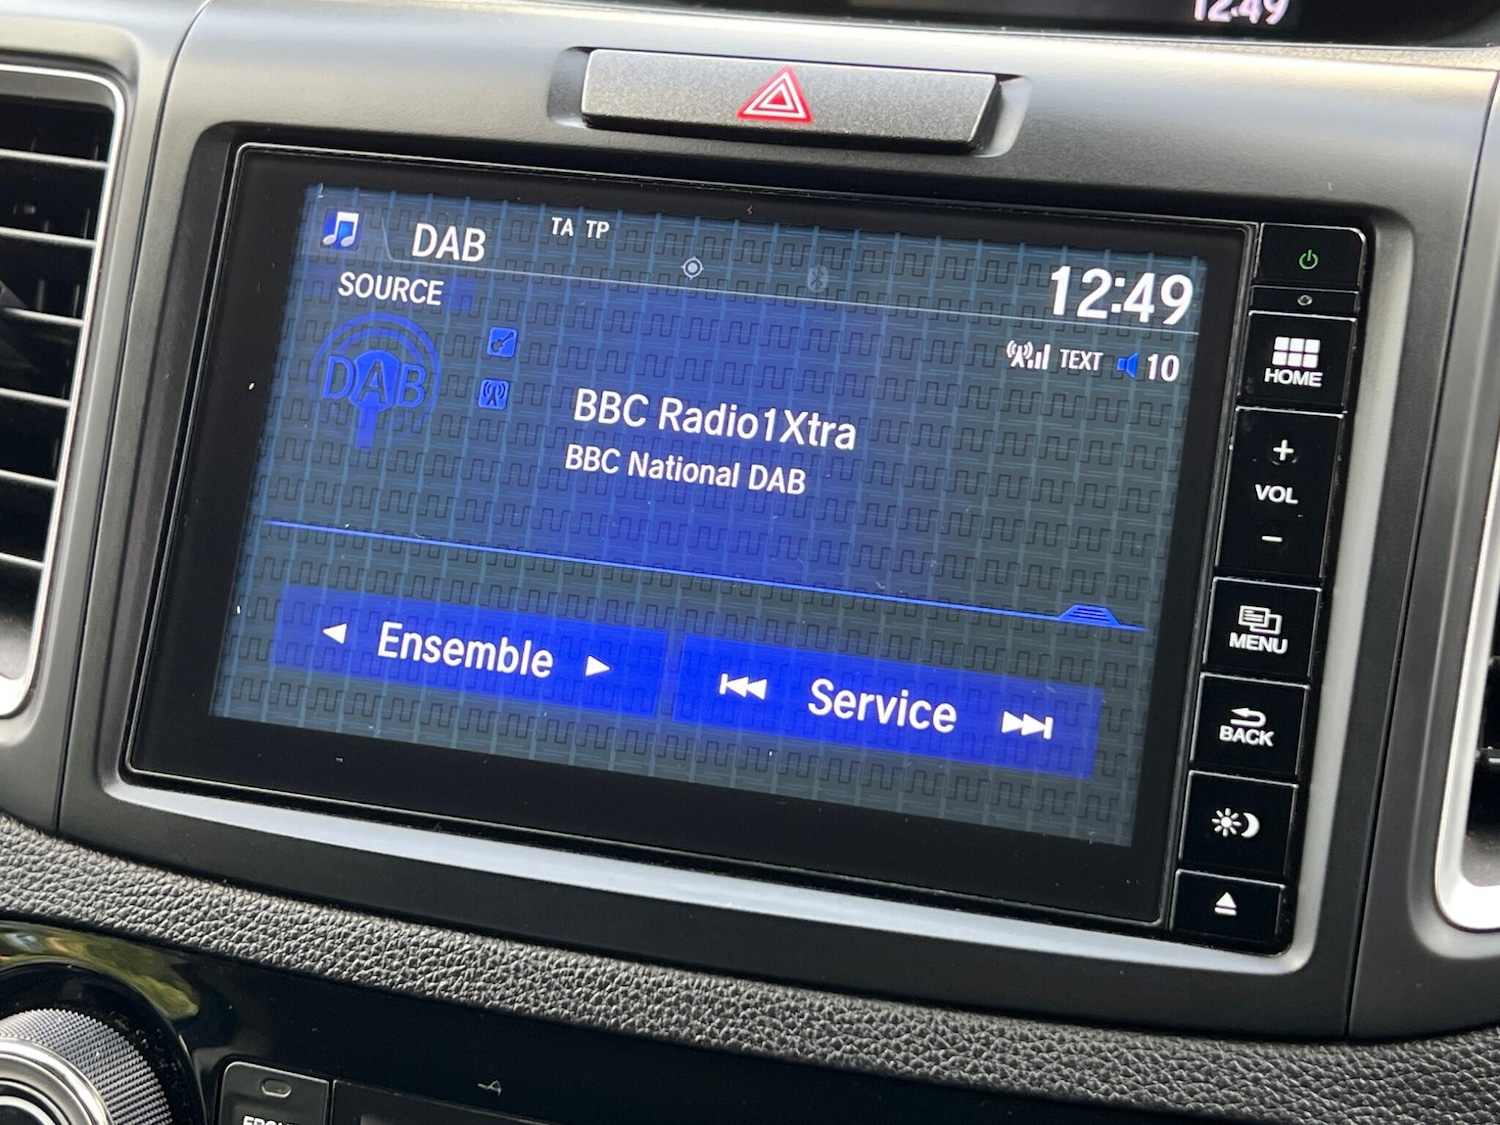 12:49
DAB
TA TP
12:49
SOURCE
DAB
TEXT 10
BBC Radio1Xtra
BBC National DAB
Ensemble
Service
HOME
+
VOL
-
MENU
BACK